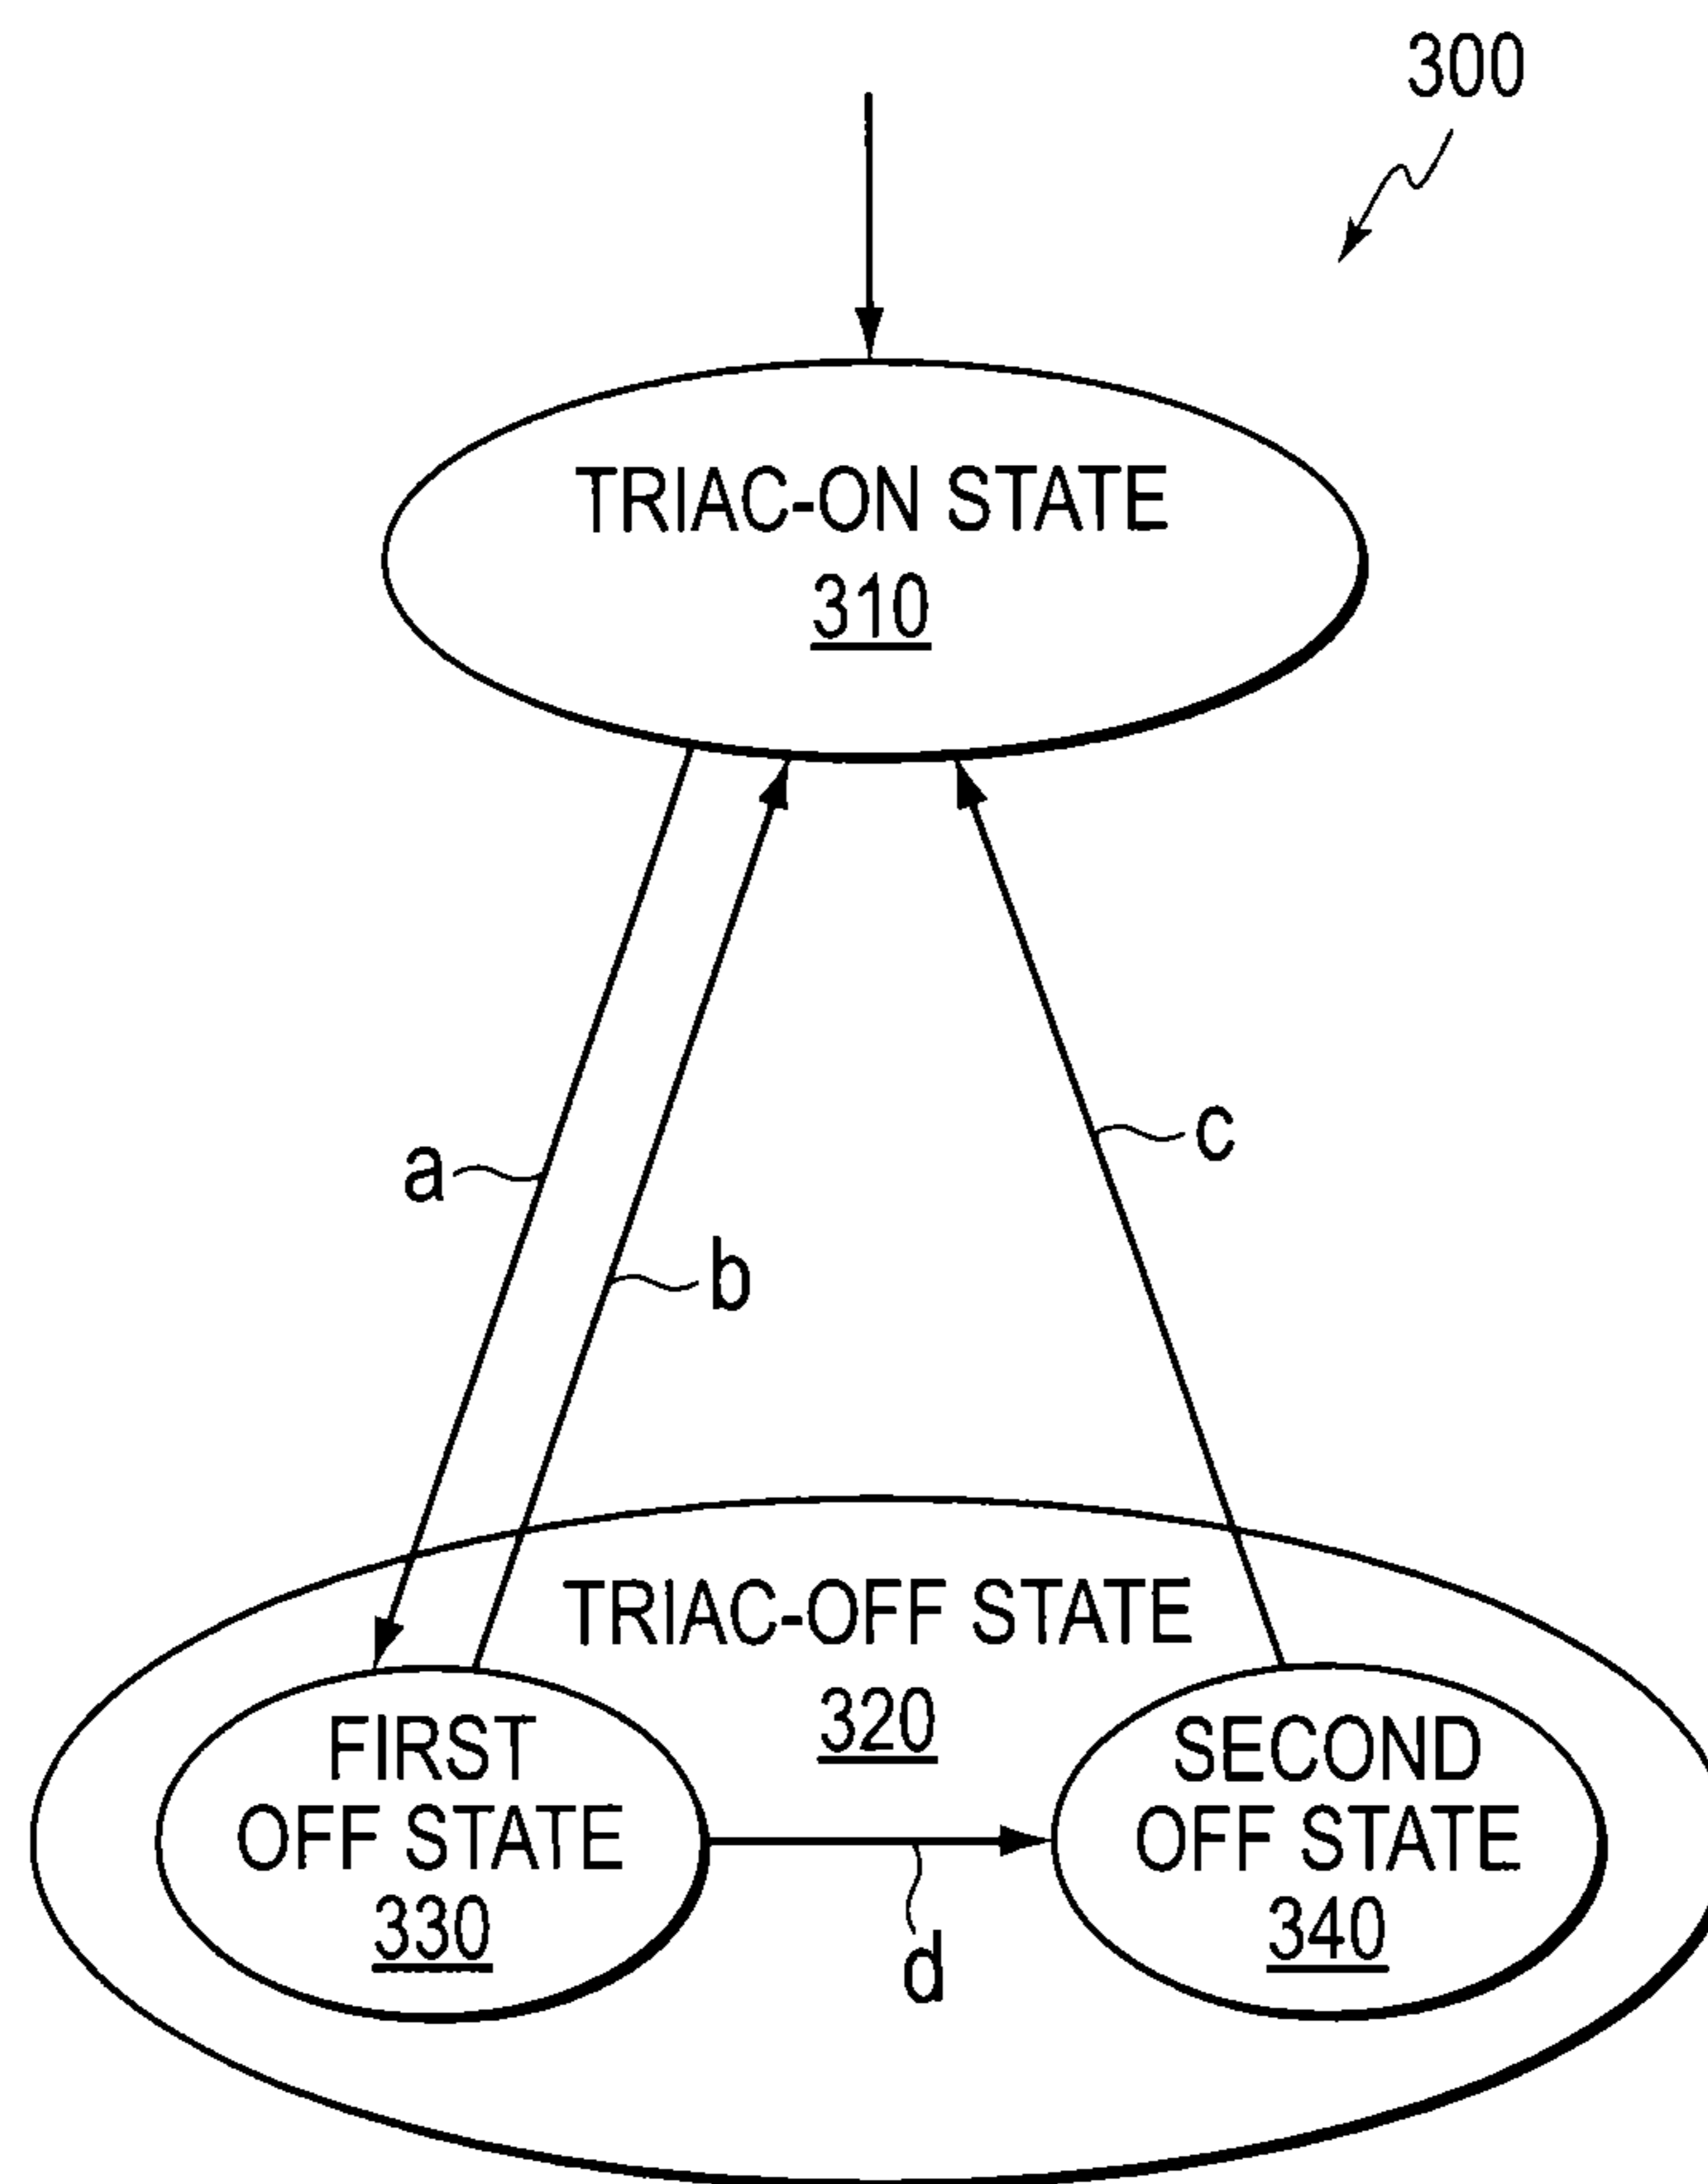 300
TRIAC-ON STATE
310
a
b
c
TRIAC-OFF STATE
320
FIRST
OFF STATE
330
SECOND
OFF STATE
340
d